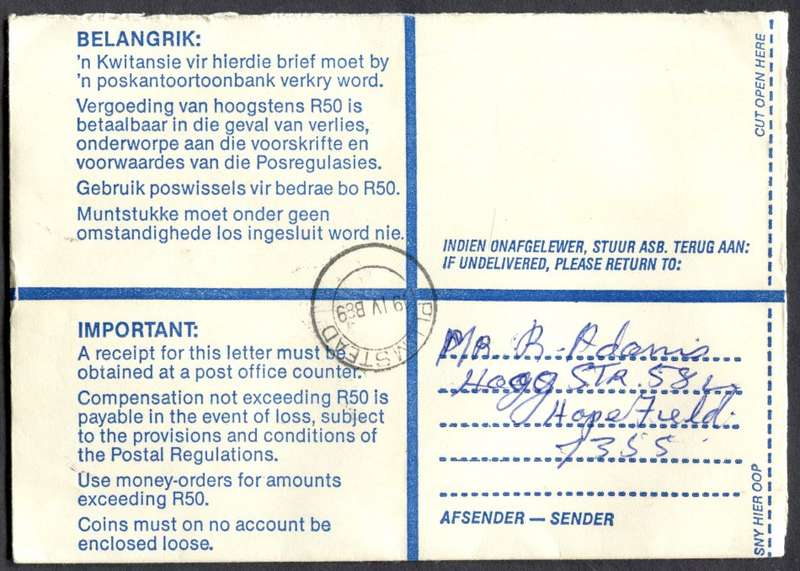 BELANGRIK:
'n Kwitansie vir hierdie brief moet by
'n poskantoortoonbank verkry word.
Vergoeding van hoogstens R50 is
betaalbaar in die geval van verlies,
onderworpe aan die voorskrifte en
voorwaardes van die Posregulasies.
Gebruik poswissels vir bedrae bo R50.
Muntstukke moet onder geen
omstandighede los ingesluit word nie.
CUT OPEN HERE
INDIEN ONAFGELEWER, STUUR ASB. TERUG AAN:
IF UNDELIVERED, PLEASE RETURN TO:
PLUMSTEAD
IV B89
IMPORTANT:
A receipt for this letter must be
obtained at a post office counter.
Compensation not exceeding R50 is
payable in the event of loss, subject
to the provisions and conditions of
the Postal Regulations.
Use money-orders for amounts
exceeding R50.
Coins must on no account be
enclosed loose.
Mr B. Adams
Hogg STR. 58
HopeField.
7355
AFSENDER — SENDER
SNY HIER OOP